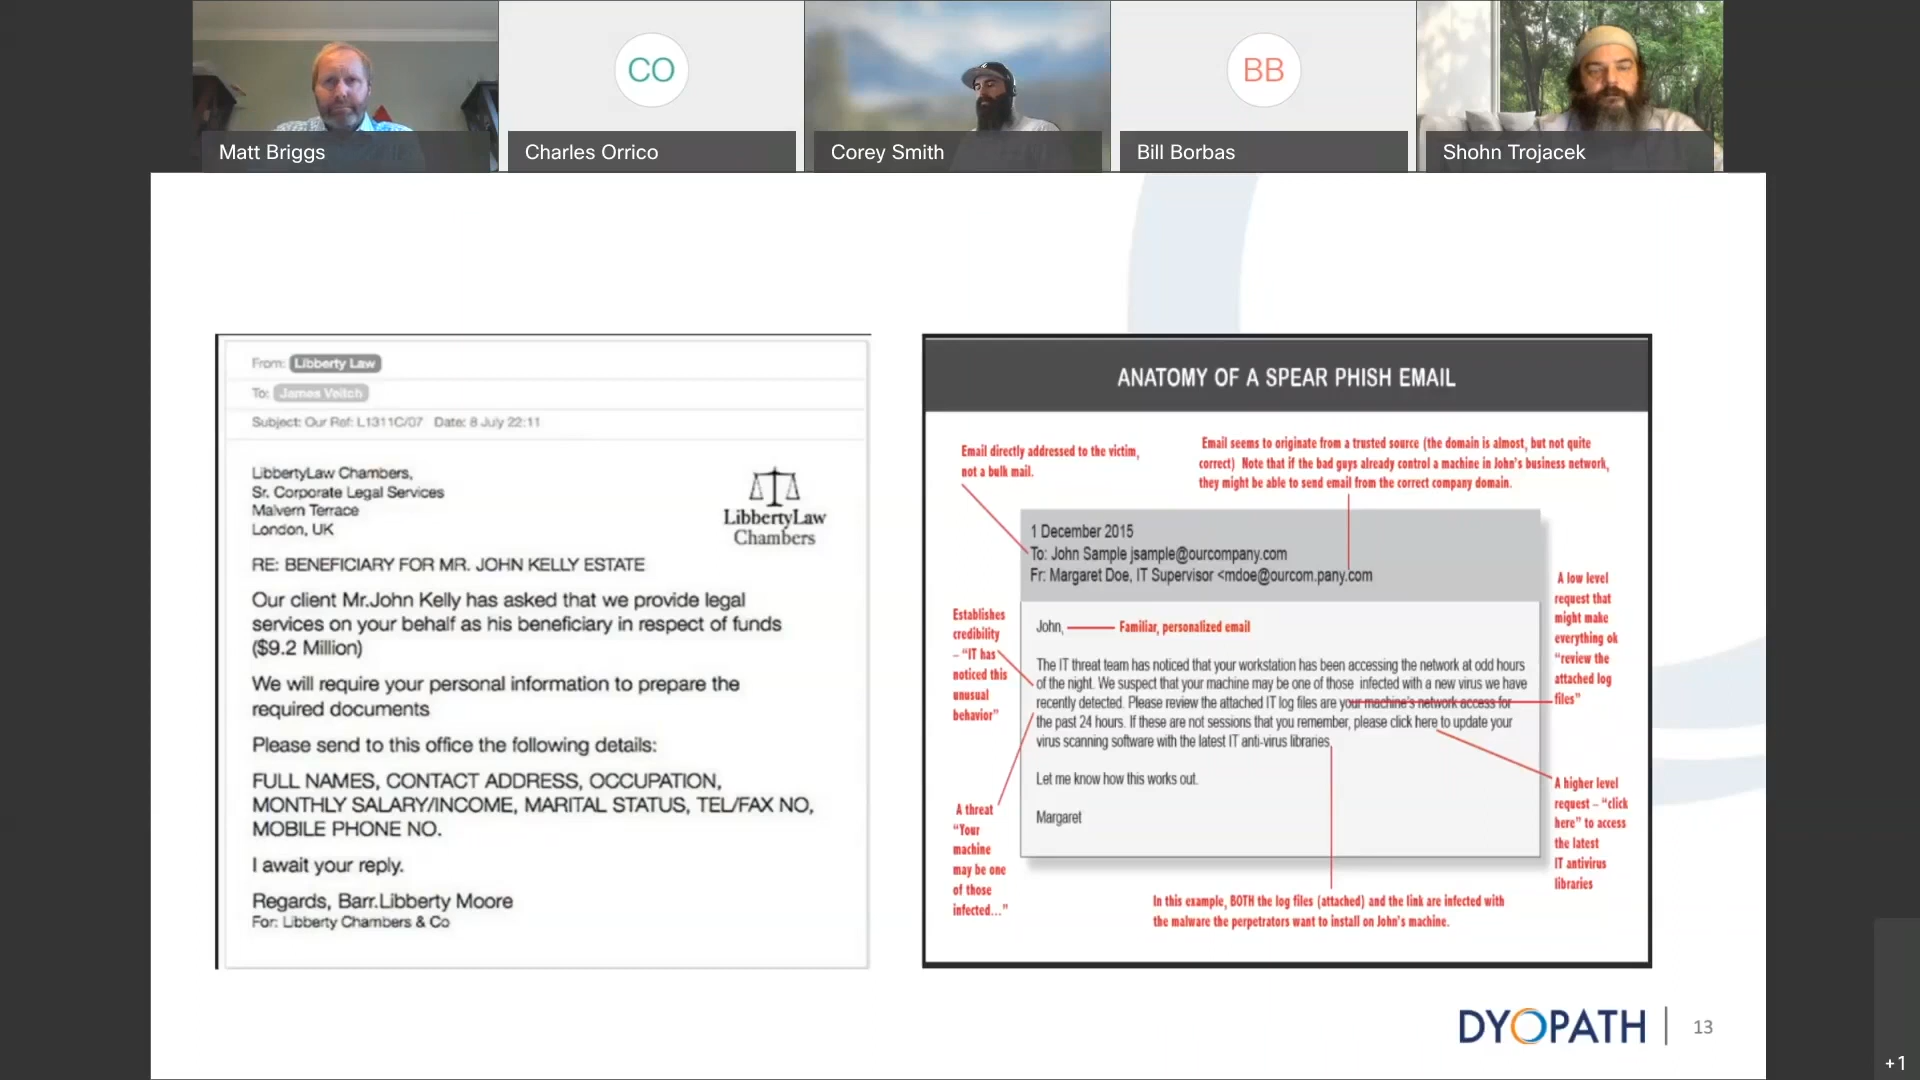 CO
BB
Matt Briggs
Charles Orrico
Corey Smith
Bill Borbas
Shohn Trojacek
From: Libberty Law
To: James Veitch
Subject: Our Ref: L1311C/07 Date: 8 July 22:11
LibbertyLaw Chambers,
Sr. Corporate Legal Services
Malvern Terrace
London, UK
LibbertyLaw
Chambers
RE: BENEFICIARY FOR MR. JOHN KELLY ESTATE
Our client Mr.John Kelly has asked that we provide legal
services on your behalf as his beneficiary in respect of funds
($9.2 Million)
We will require your personal information to prepare the
required documents
Please send to this office the following details:
FULL NAMES, CONTACT ADDRESS, OCCUPATION,
MONTHLY SALARY/INCOME, MARITAL STATUS, TEL/FAX NO,
MOBILE PHONE NO.
I await your reply.
Regards, Barr.Libberty Moore
For: Libberty Chambers & Co
ANATOMY OF A SPEAR PHISH EMAIL
Email directly addressed to the victim,
not a bulk mail.
Email seems to originate from a trusted source (the domain is almost, but not quite
correct) Note that if the bad guys already control a machine in John's business network,
they might be able to send email from the correct company domain.
1 December 2015
To: John Sample jsample@ourcompany.com
Fr: Margaret Doe, IT Supervisor <mdoe@ourcom.pany.com
Establishes
credibility
– "IT has
noticed this
unusual
behavior"
A threat
"Your
machine
may be one
of those
infected..."
John,
Familiar, personalized email
The IT threat team has noticed that your workstation has been accessing the network at odd hours
of the night. We suspect that your machine may be one of those infected with a new virus we have
recently detected. Please review the attached IT log files are your machine's network access for
the past 24 hours. If these are not sessions that you remember, please click here to update your
virus scanning software with the latest IT anti-virus libraries.
Let me know how this works out.
Margaret
A low level
request that
might make
everything ok
"review the
attached log
files"
A higher level
request – "click
here" to access
the latest
IT antivirus
libraries
In this example, BOTH the log files (attached) and the link are infected with
the malware the perpetrators want to install on John's machine.
DYOPATH
13
+1